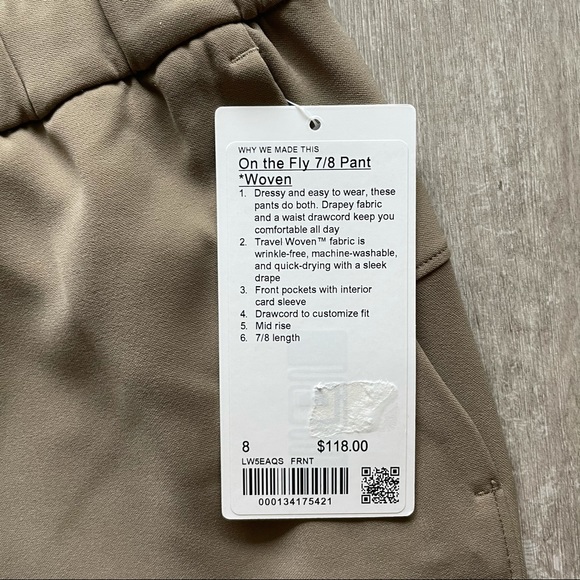 WHY WE MADE THIS
On the Fly 7/8 Pant
*Woven
1. Dressy and easy to wear, these
pants do both. Drapey fabric
and a waist drawcord keep you
comfortable all day
2. Travel Woven™ fabric is
wrinkle-free, machine-washable,
and quick-drying with a sleek
drape
3. Front pockets with interior
card sleeve
4. Drawcord to customize fit
5. Mid rise
6. 7/8 length
8 $118.00
LW5EAQS FRNT
000134175421